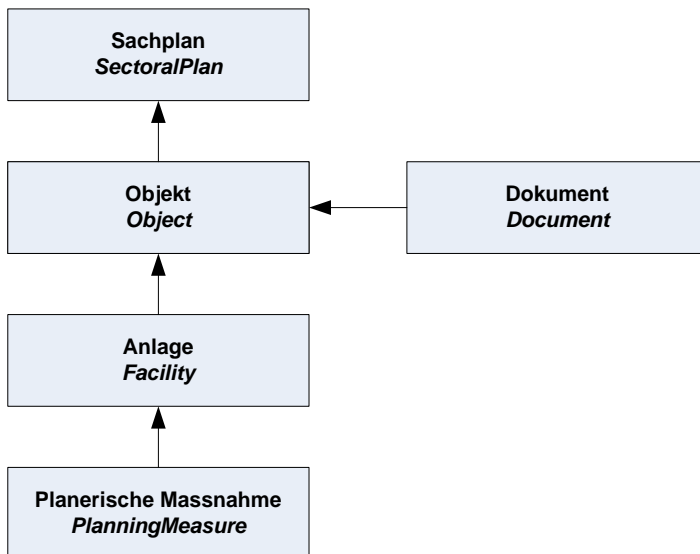 Sachplan
SectoralPlan
Objekt
Object
Dokument
Document
Anlage
Facility
Planerische Massnahme
PlanningMeasure